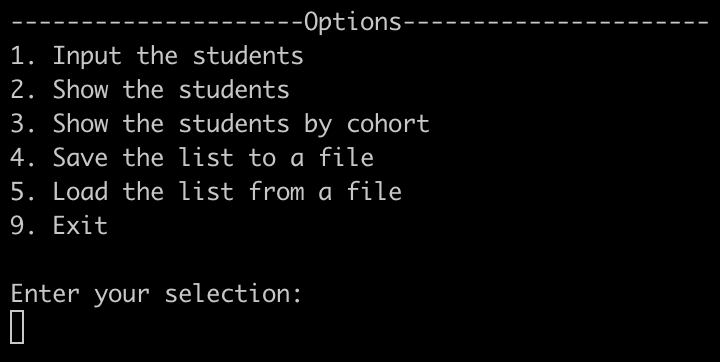 ---------------------Options----------------------
1. Input the students
2. Show the students
3. Show the students by cohort
4. Save the list to a file
5. Load the list from a file
9. Exit
Enter your selection: